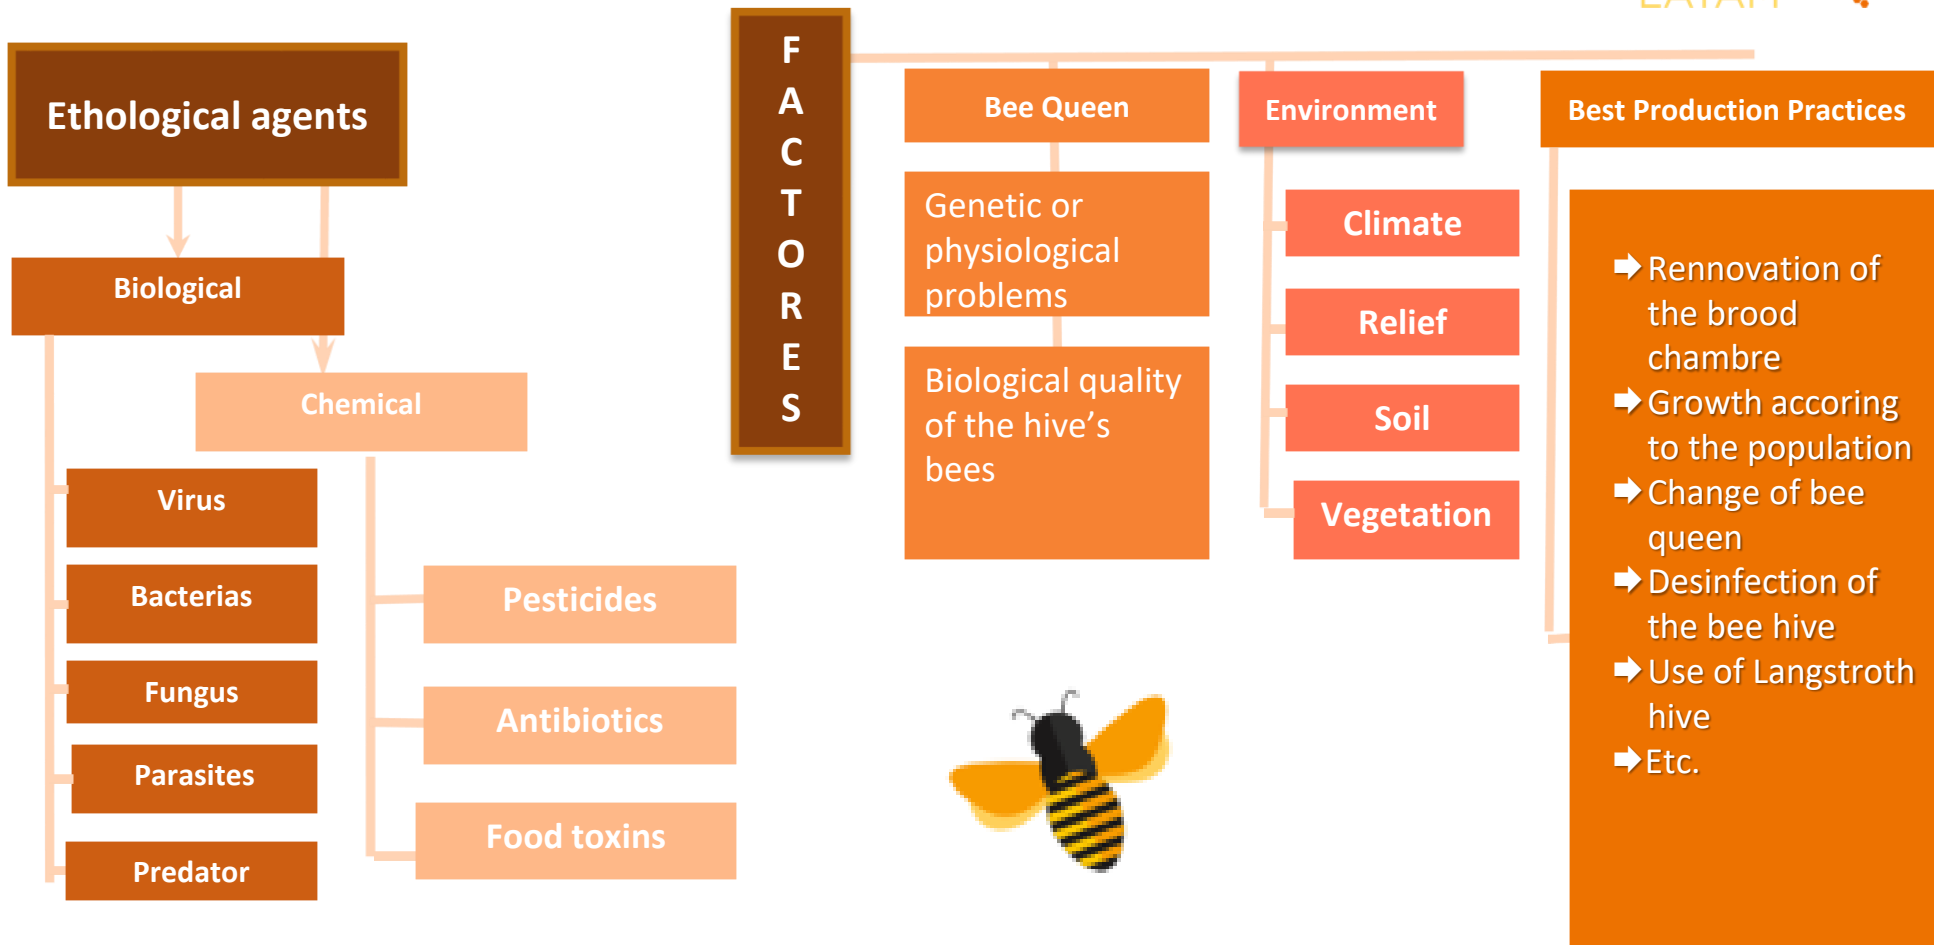 Ethological agents
Biological
Chemical
Virus
Bacterias
Fungus
Parasites
Predator
Pesticides
Antibiotics
Food toxins
F
A
C
T
O
R
E
S
Bee Queen
Genetic or
physiological
problems
Biological quality
of the hive’s
bees
Environment
Climate
Relief
Soil
Vegetation
Best Production Practices
Rennovation of
the brood
chambre
Growth accoring
to the population
Change of bee
queen
Desinfection of
the bee hive
Use of Langstroth
hive
Etc.